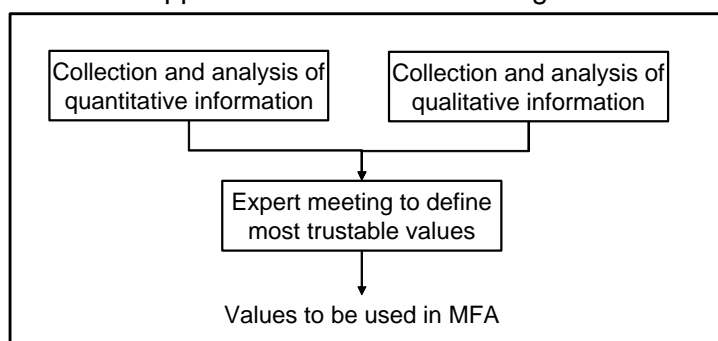 Collection and analysis of
quantitative information
Collection and analysis of
qualitative information
Expert meeting to define
most trustable values
Values to be used in MFA